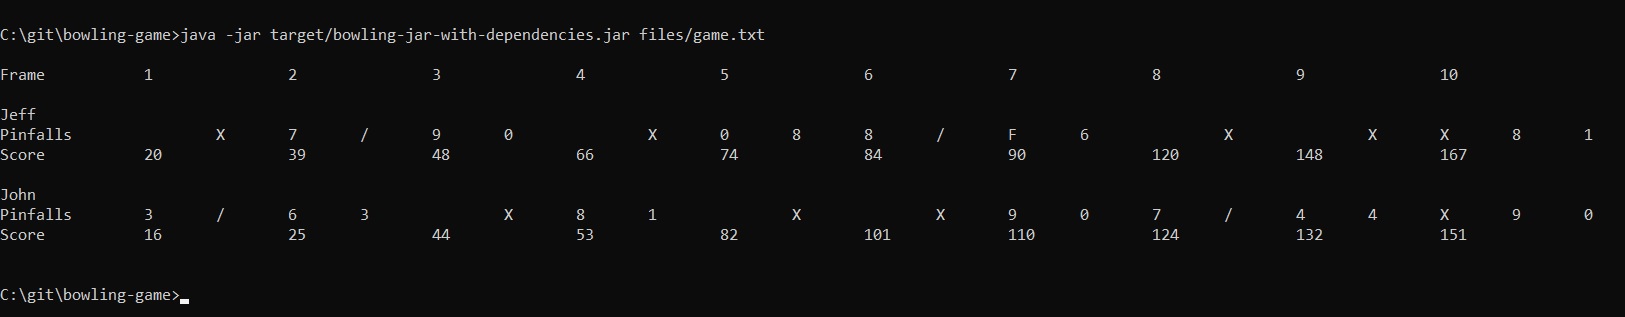 C:\git\bowling-game>java -jar target/bowling-jar-with-dependencies.jar files/game.txt
Frame 1 2 3 4 5 6 7 8 9 10
Jeff
Pinfalls X 7 / 9 0 X 0 8 8 / F 6 X X X 8 1
Score 20 39 48 66 74 84 90 120 148 167
John
Pinfalls 3 / 6 3 X 8 1 X X 9 0 7 / 4 4 X 9 0
Score 16 25 44 53 82 101 110 124 132 151
C:\git\bowling-game>